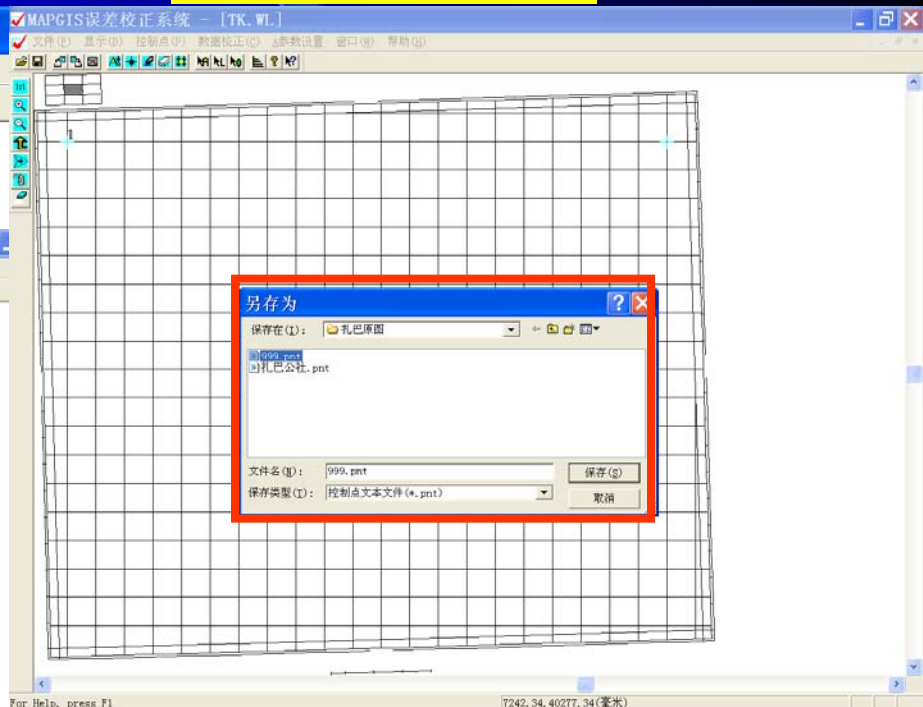 MAPGIS误差校正系统 - [TK.WL]
文件(F) 显示(D) 控制点(P) 数据校正(C) A参数设置 窗口(W) 帮助(H)
1:1
1
另存为
保存在(I): 扎巴原图
999.pnt
扎巴公社.pnt
文件名(N): 999.pnt 保存(S)
保存类型(T): 控制点文本文件(*.pnt) 取消
For Help, press F1 7242.34,40277.34(毫米)